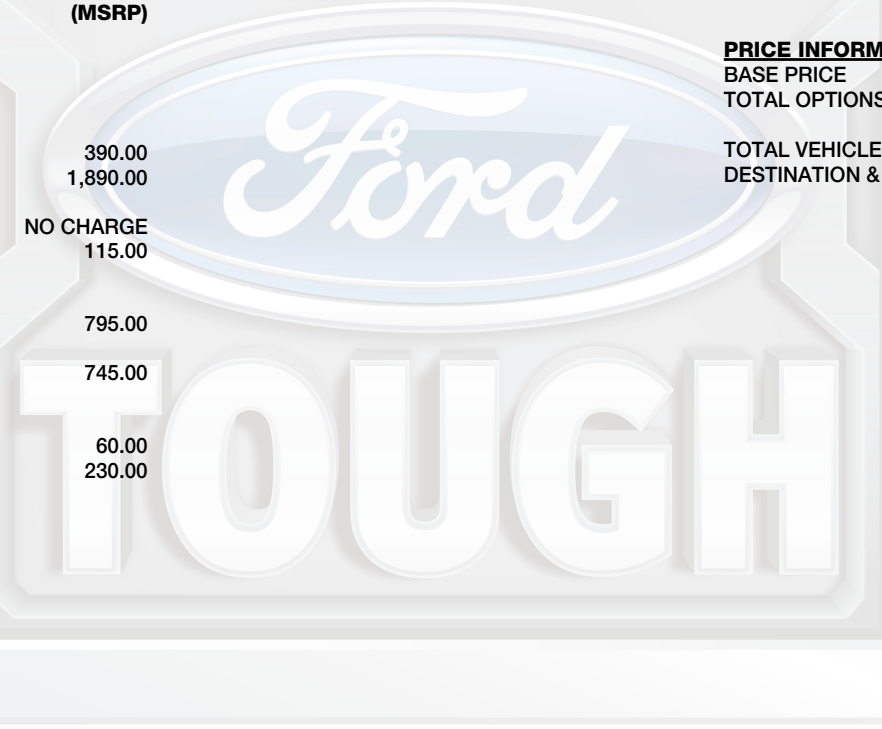 (MSRP)
390.00
1,890.00
NO CHARGE
115.00
795.00
745.00
60.00
230.00
PRICE INFORM
BASE PRICE
TOTAL OPTIONS
TOTAL VEHICLE
DESTINATION &
Ford
TOUGH